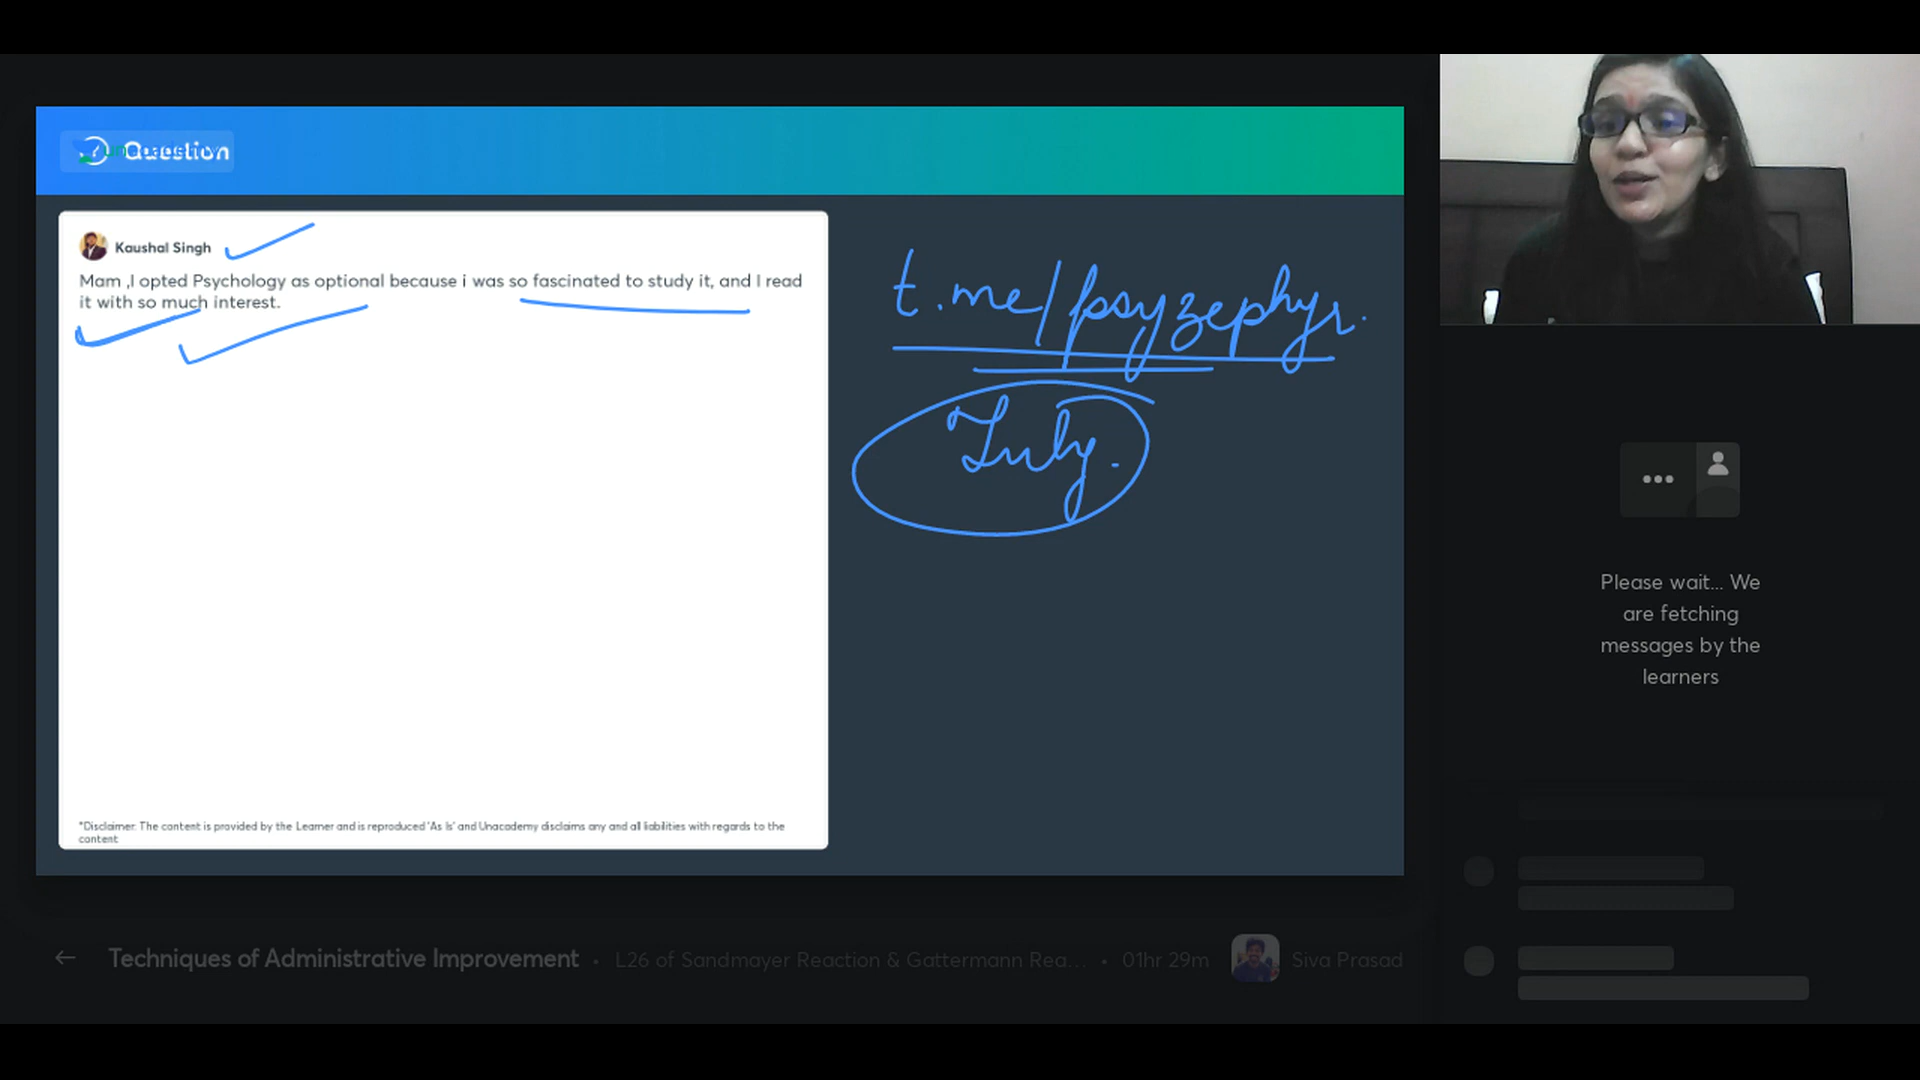 Question
Kaushal Singh
Mam ,I opted Psychology as optional because i was so fascinated to study it, and I read
it with so much interest.
t.me/psyzephyr.
July.
*Disclaimer: The content is provided by the Learner and is reproduced 'As Is' and Unacademy disclaims any and all liabilities with regards to the
content
Please wait... We
are fetching
messages by the
learners
Techniques of Administrative Improvement • L26 of Sandmayer Reaction & Gattermann Rea... • 01hr 29m Siva Prasad